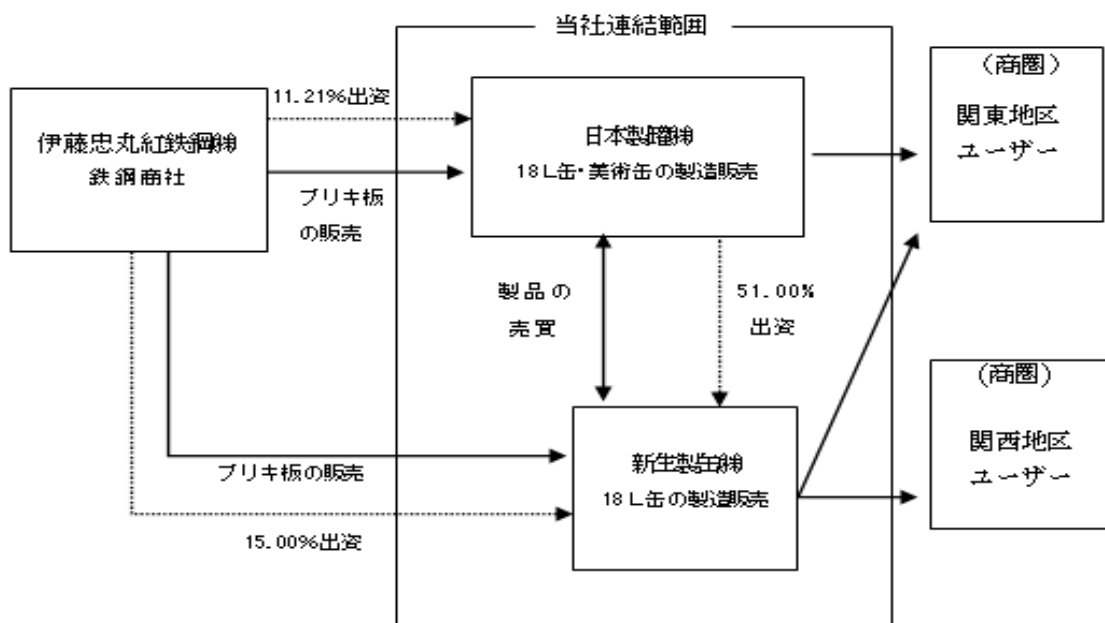 当社連結範囲
伊藤忠丸紅鉄鋼㈱
鉄鋼商社
11.21%出資
ブリキ板
の販売
日本製罐㈱
18L缶・美術缶の製造販売
(商圏)
関東地区
ユーザー
製品の
売買
51.00%
出資
ブリキ板の販売
15.00%出資
新生製缶㈱
18L缶の製造販売
(商圏)
関西地区
ユーザー